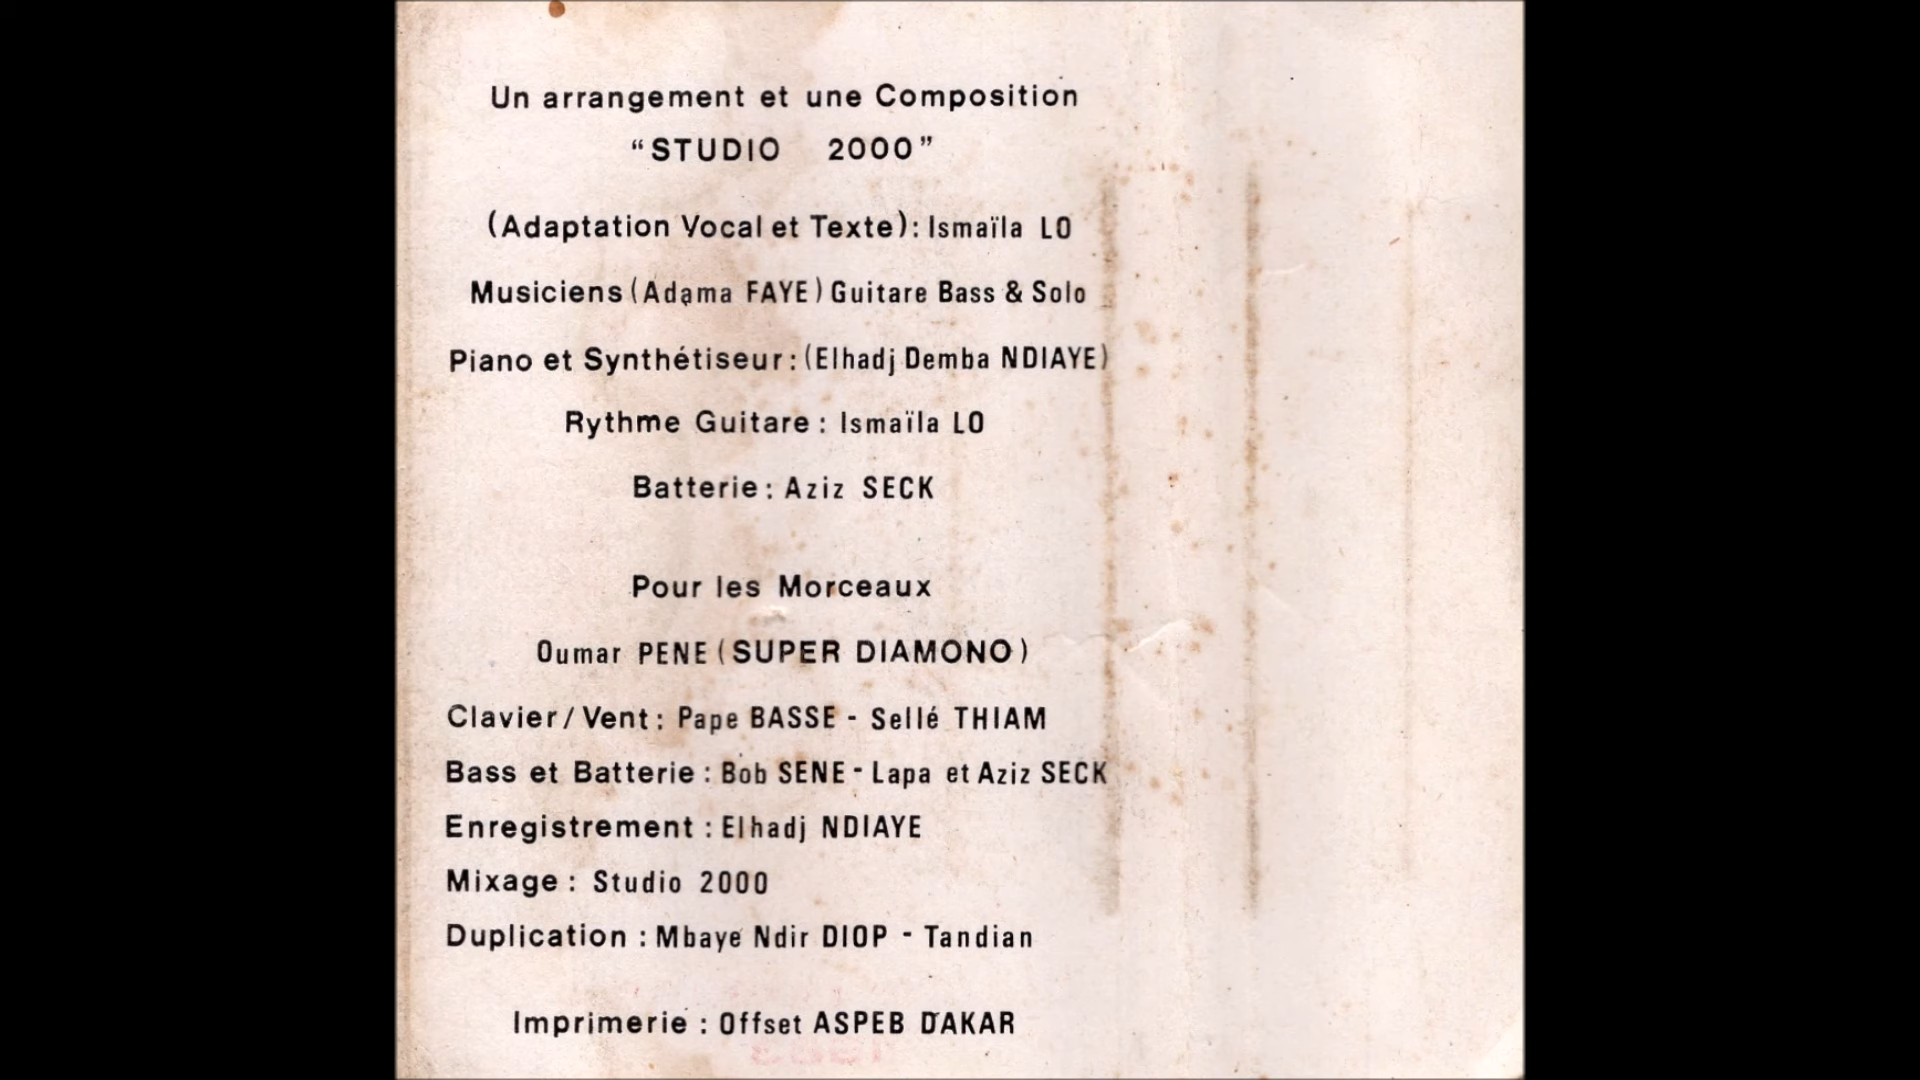 Un arrangement et une Composition
“STUDIO 2000”
(Adaptation Vocal et Texte): Ismaïla LO
Musiciens (Adama FAYE) Guitare Bass & Solo
Piano et Synthétiseur: (Elhadj Demba NDIAYE)
Rythme Guitare : Ismaïla LO
Batterie : Aziz SECK
Pour les Morceaux
Oumar PENE (SUPER DIAMONO)
Clavier / Vent : Pape BASSE - Sellé THIAM
Bass et Batterie : Bob SENE - Lapa et Aziz SECK
Enregistrement : Elhadj NDIAYE
Mixage : Studio 2000
Duplication : Mbaye Ndir DIOP - Tandian
Imprimerie : Offset ASPEB DAKAR